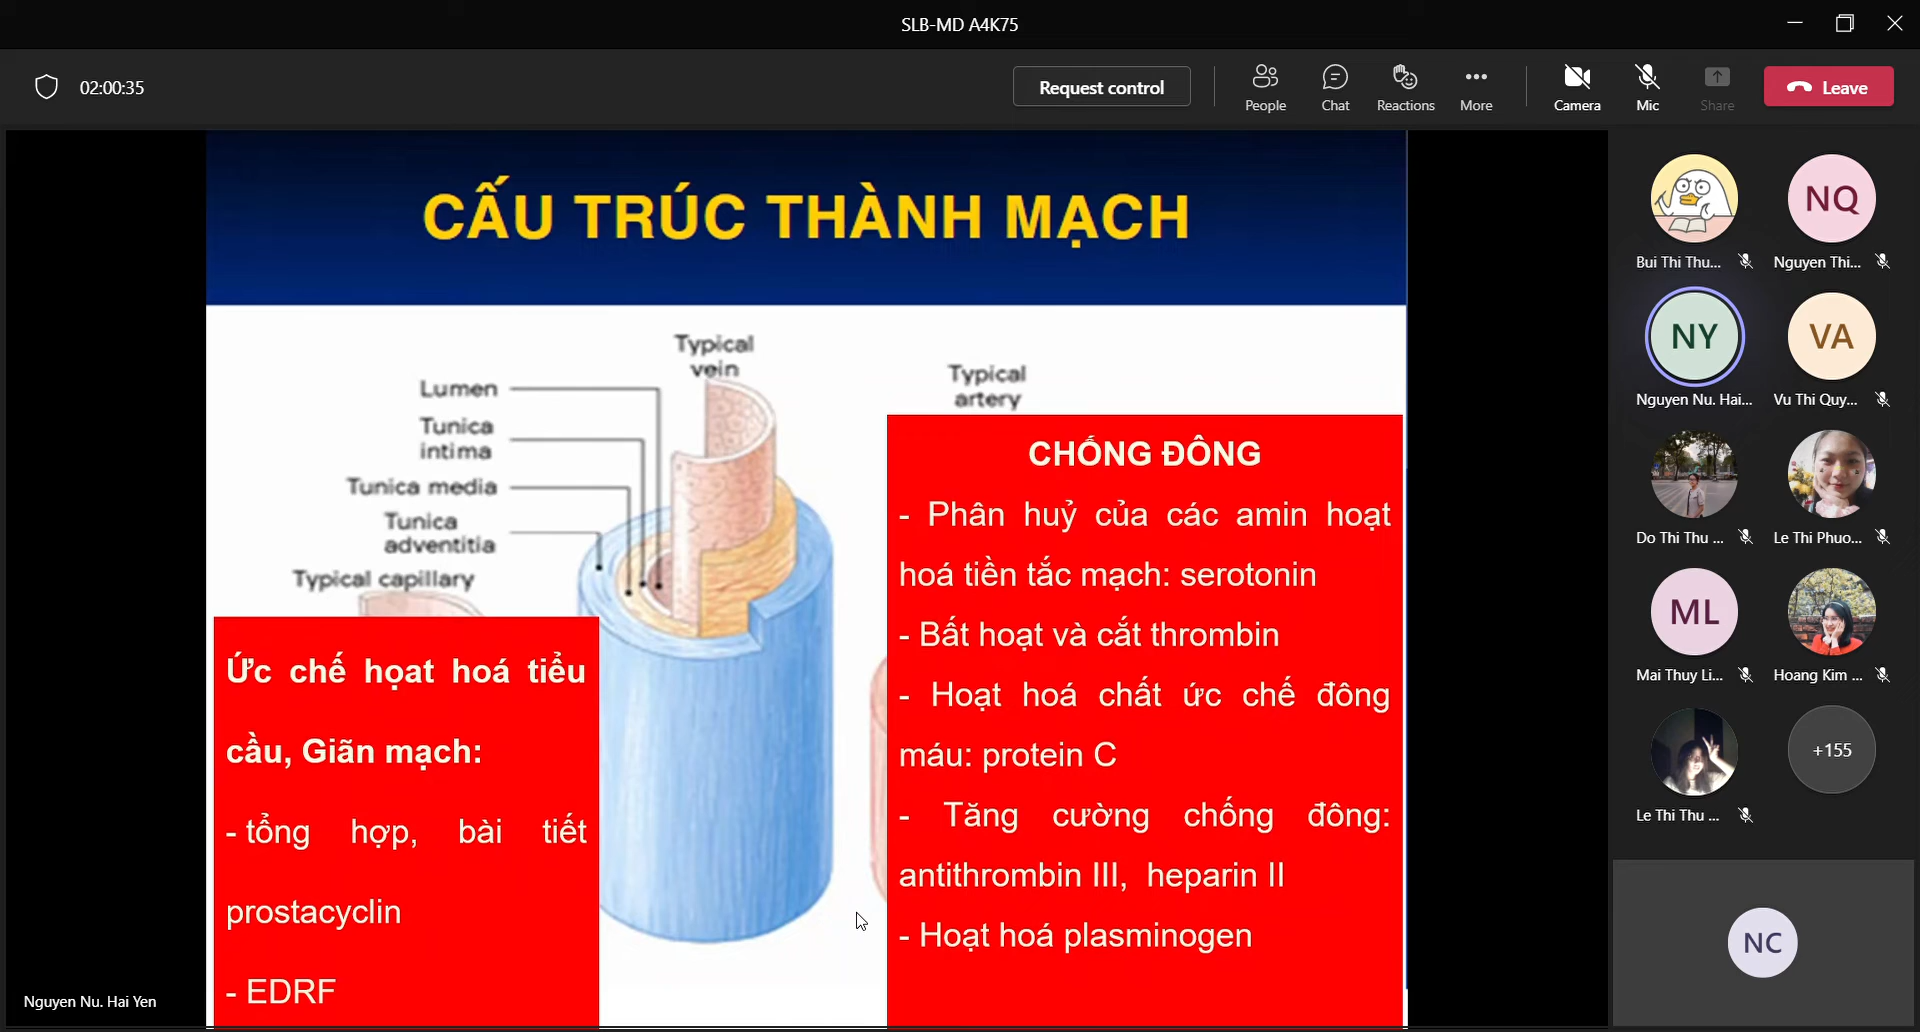 SLB-MD A4K75
02:00:35
Request control
People
Chat
Reactions
More
Camera
Mic
Share
Leave
CẤU TRÚC THÀNH MẠCH
Typical
vein
Lumen
Typical
artery
Tunica
intima
Tunica media
Tunica
adventitia
Typical capillary
Ức chế họat hoá tiểu
cầu, Giãn mạch:
- tổng hợp, bài tiết
prostacyclin
- EDRF
CHỐNG ĐÔNG
- Phân huỷ của các amin hoạt
hoá tiền tắc mạch: serotonin
- Bất hoạt và cắt thrombin
- Hoạt hoá chất ức chế đông
máu: protein C
- Tăng cường chống đông:
antithrombin III, heparin II
- Hoạt hoá plasminogen
Nguyen Nu. Hai Yen
Bui Thi Thu...
NQ
Nguyen Thi...
NY
Nguyen Nu. Hai...
VA
Vu Thi Quy...
Do Thi Thu ...
Le Thi Phuo...
ML
Mai Thuy Li...
Hoang Kim ...
Le Thi Thu ...
+155
NC